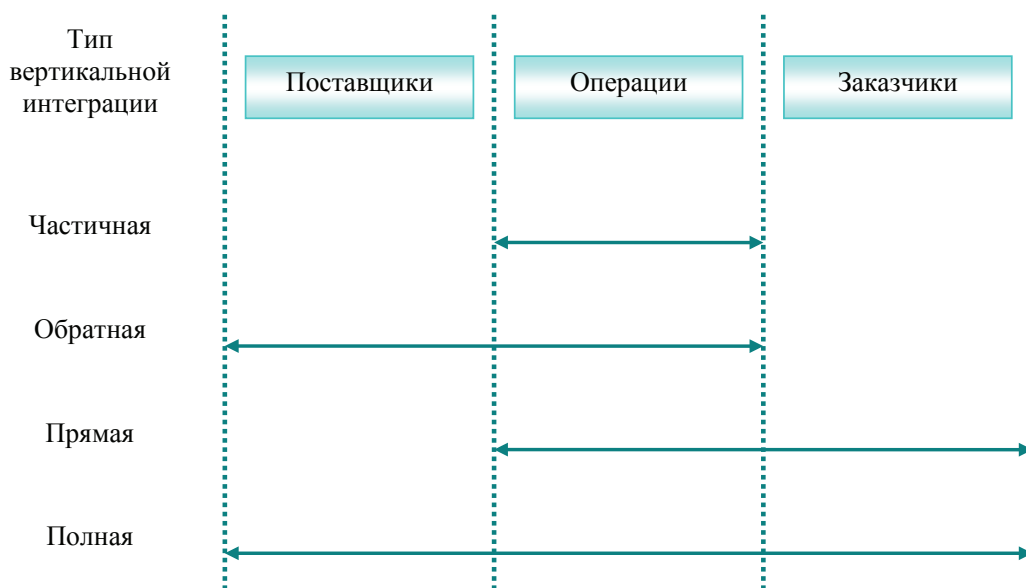 Тип
вертикальной
интеграции
Поставщики
Операции
Заказчики
Частичная
Обратная
Прямая
Полная